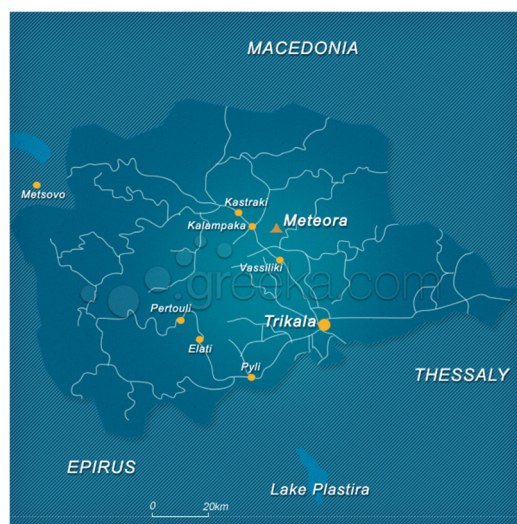 MACEDONIA
Metsovo
Kastraki
Meteora
Kalampaka
Vassiliki
greeka.com
Pertouli
Trikala
Elati
Pyli
THESSALY
EPIRUS
Lake Plastira
0 20km